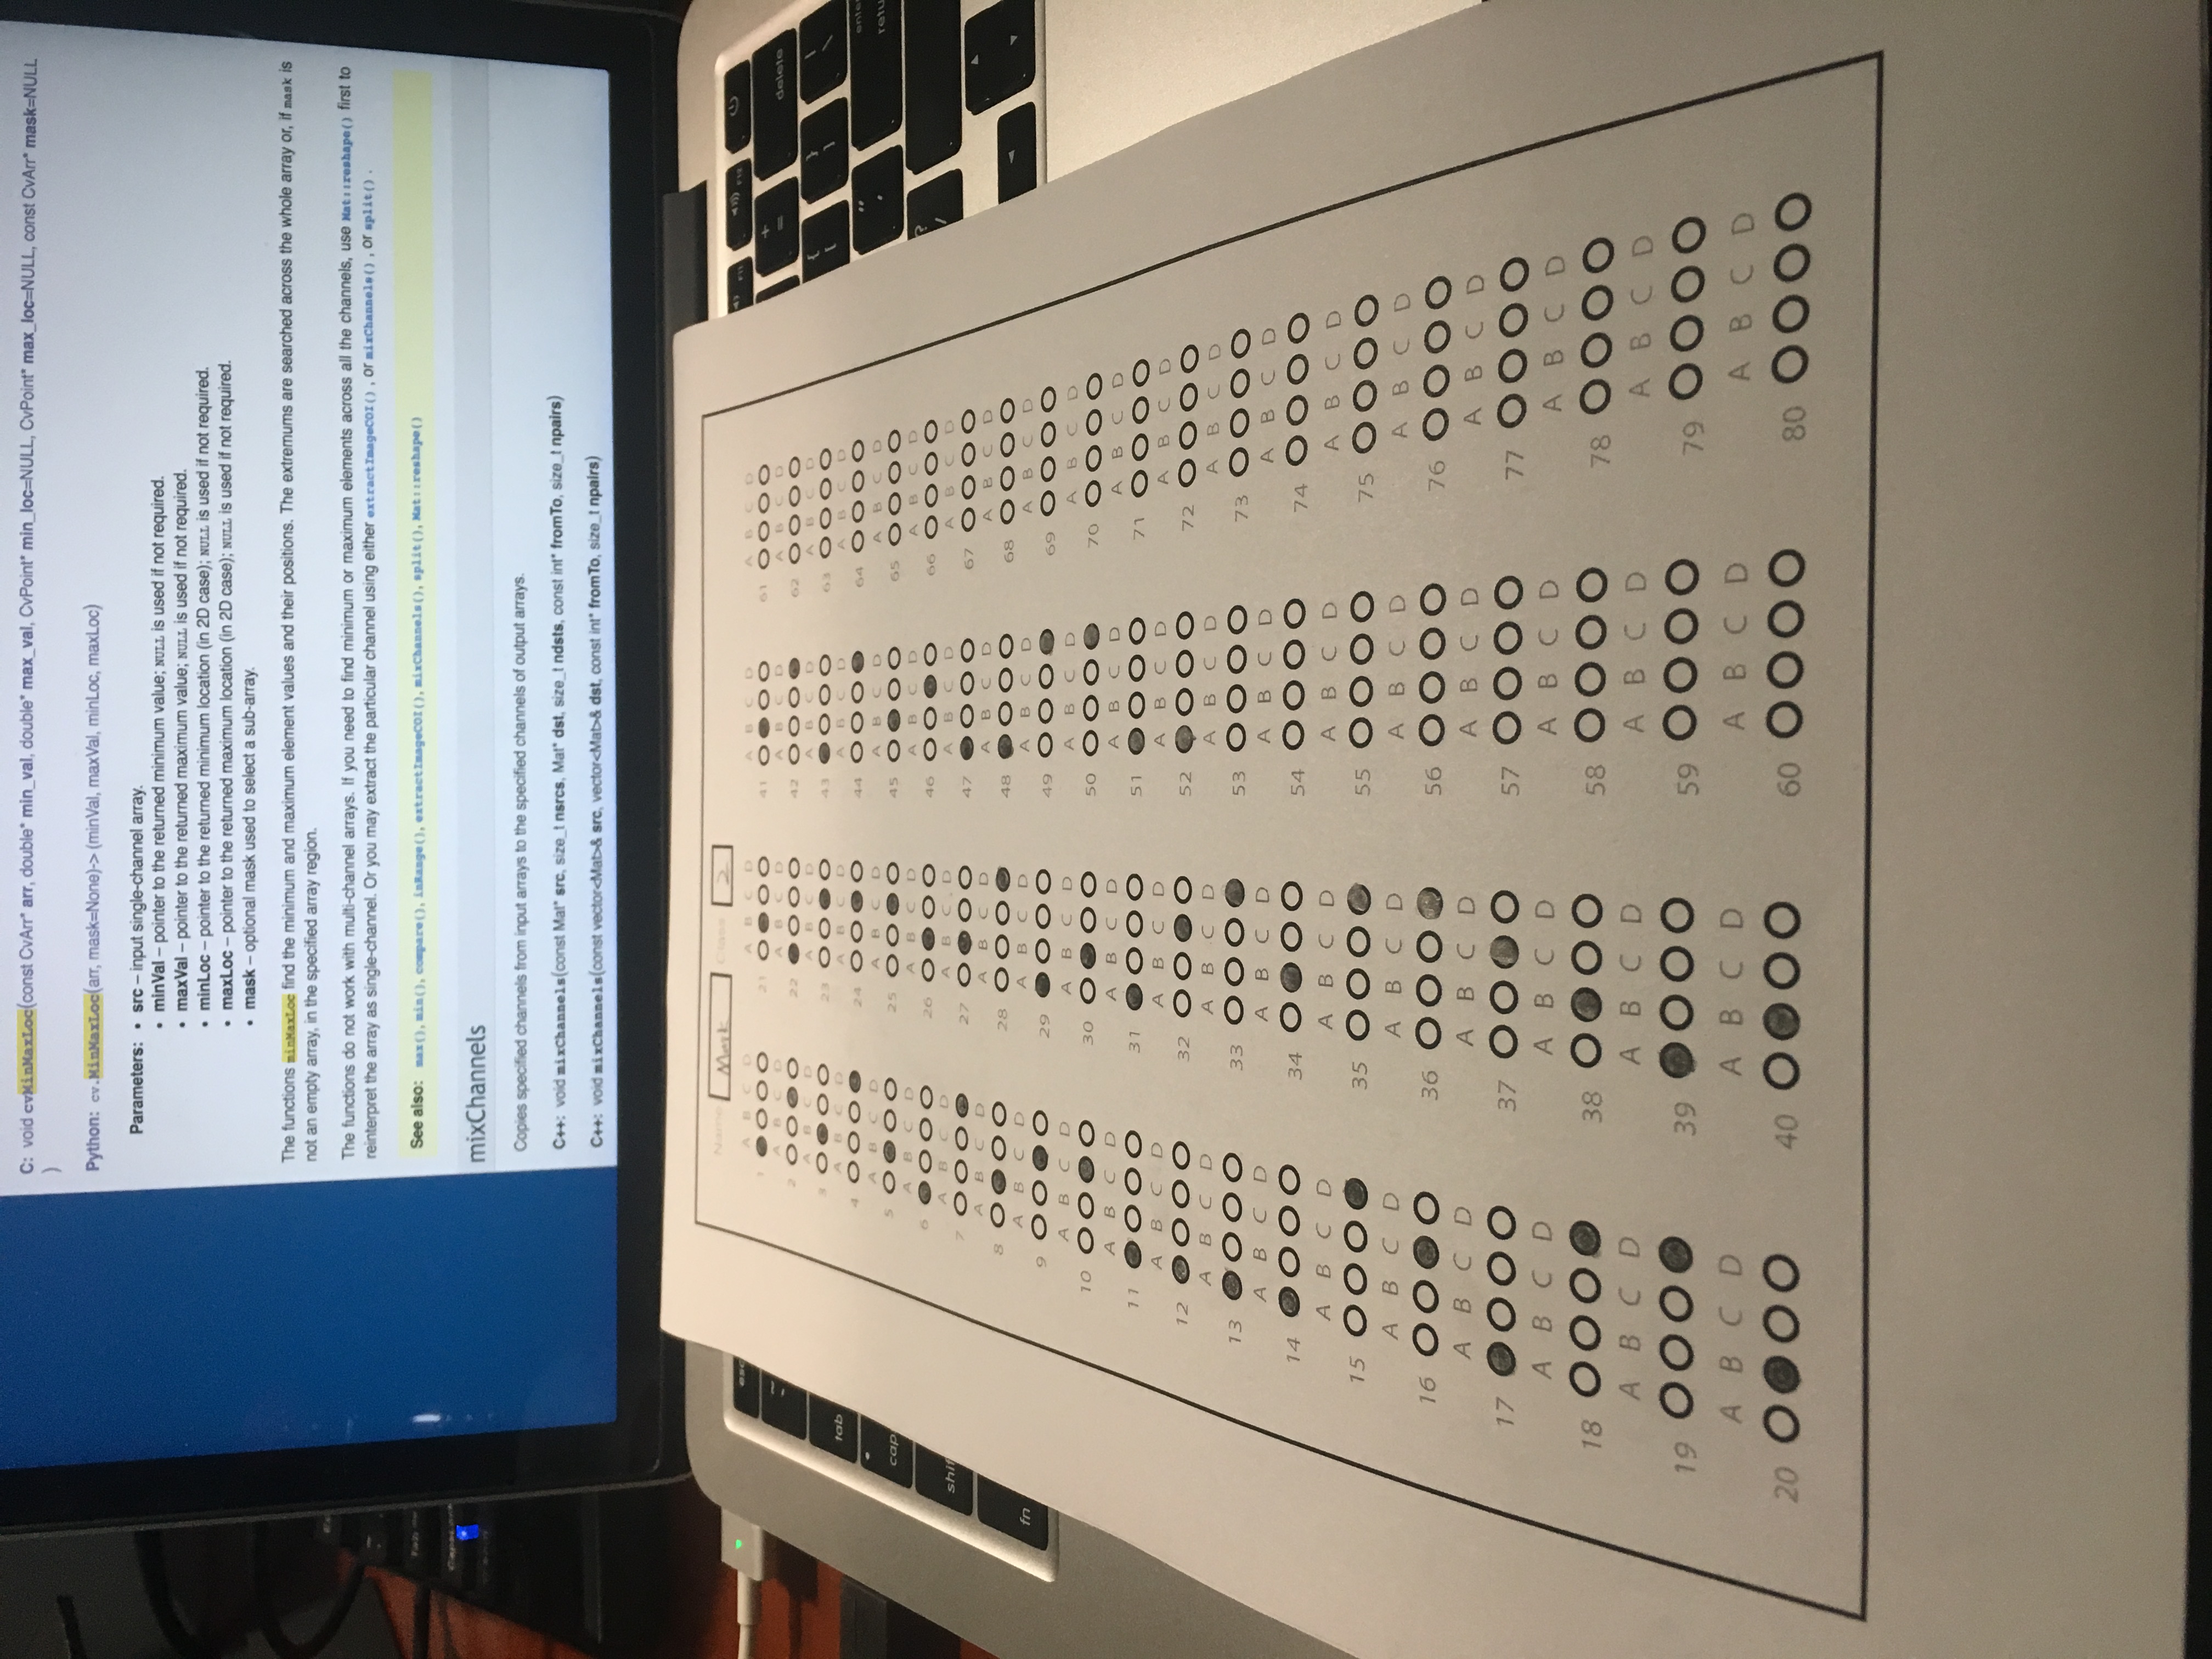 C: void cvMinMaxLoc(const CvArr* arr, double* min_val, double* max_val, CvPoint* min_loc=NULL, CvPoint* max_loc=NULL, const CvArr* mask=NULL
)
Python: cv.MinMaxLoc(arr, mask=None)-> (minVal, maxVal, minLoc, maxLoc)
Parameters: • src – input single-channel array.
• minVal – pointer to the returned minimum value; NULL is used if not required.
• maxVal – pointer to the returned maximum value; NULL is used if not required.
• minLoc – pointer to the returned minimum location (in 2D case); NULL is used if not required.
• maxLoc – pointer to the returned maximum location (in 2D case); NULL is used if not required.
• mask – optional mask used to select a sub-array.
The functions minMaxLoc find the minimum and maximum element values and their positions. The extremums are searched across the whole array or, if mask is
not an empty array, in the specified array region.
The functions do not work with multi-channel arrays. If you need to find minimum or maximum elements across all the channels, use Mat::reshape() first to
reinterpret the array as single-channel. Or you may extract the particular channel using either extractImageCOI() , or mixChannels() , or split() .
See also: max(), min(), compare(), inRange(), extractImageCOI(), mixChannels(), split(), Mat::reshape()
mixChannels
Copies specified channels from input arrays to the specified channels of output arrays.
C++: void mixChannels(const Mat* src, size_t nsrcs, Mat* dst, size_t ndsts, const int* fromTo, size_t npairs)
C++: void mixChannels(const vector<Mat>& src, vector<Mat>& dst, const int* fromTo, size_t npairs)
Name Mark Class 2
A B C D A B C D A B C D A B C D
1 21 41 61
A B C D A B C D A B C D A B C D
2 22 42 62
A B C D A B C D A B C D A B C D
3 23 43 63
A B C D A B C D A B C D A B C D
4 24 44 64
A B C D A B C D A B C D A B C D
5 25 45 65
A B C D A B C D A B C D A B C D
6 26 46 66
A B C D A B C D A B C D A B C D
7 27 47 67
A B C D A B C D A B C D A B C D
8 28 48 68
A B C D A B C D A B C D A B C D
9 29 49 69
A B C D A B C D A B C D A B C D
10 30 50 70
A B C D A B C D A B C D A B C D
11 31 51 71
A B C D A B C D A B C D A B C D
12 32 52 72
A B C D A B C D A B C D A B C D
13 33 53 73
A B C D A B C D A B C D A B C D
14 34 54 74
A B C D A B C D A B C D A B C D
15 35 55 75
A B C D A B C D A B C D A B C D
16 36 56 76
A B C D A B C D A B C D A B C D
17 37 57 77
A B C D A B C D A B C D A B C D
18 38 58 78
A B C D A B C D A B C D A B C D
19 39 59 79
A B C D A B C D A B C D A B C D
20 40 60 80
esc
tab
cap
shif
fn
F11
F12
delete
enter
retu